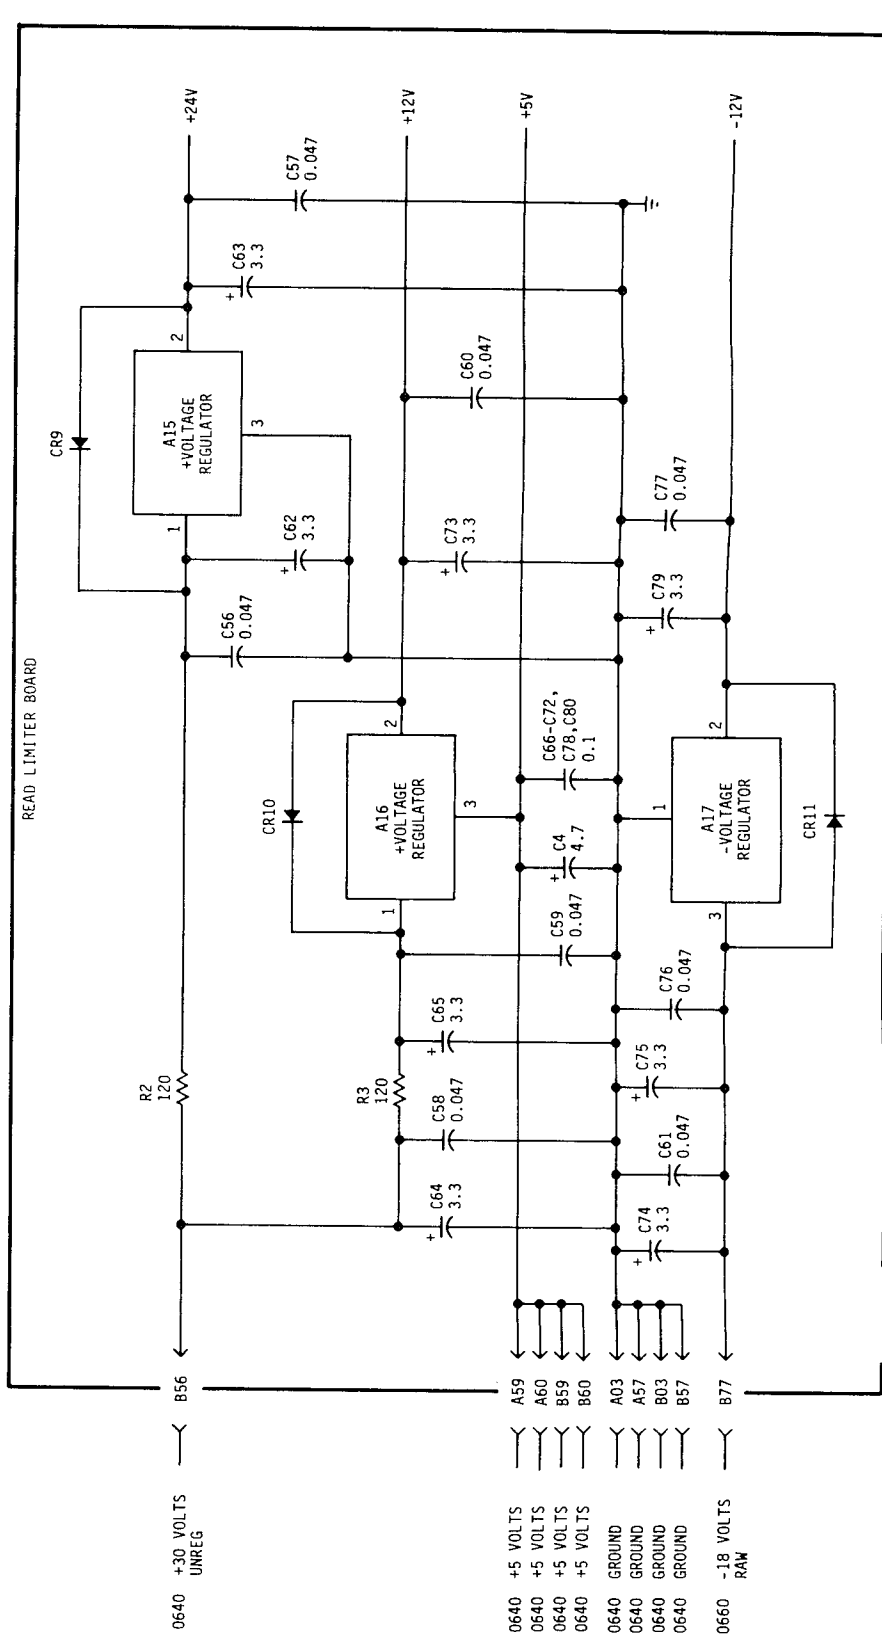 READ LIMITER BOARD
0640 +30 VOLTS
UNREG
B56
R2
120
C56
0.047
CR9
1
A15
+VOLTAGE
REGULATOR
2
3
+
C62
3.3
+
C63
3.3
C57
0.047
+24V
+
C64
3.3
C58
0.047
R3
120
+
C65
3.3
C59
0.047
CR10
1
A16
+VOLTAGE
REGULATOR
2
3
+
C73
3.3
C60
0.047
+12V
0640 +5 VOLTS
0640 +5 VOLTS
0640 +5 VOLTS
0640 +5 VOLTS
A59
A60
B59
B60
+
C4
4.7
C66-C72,
C78,C80
0.1
+5V
0640 GROUND
0640 GROUND
0640 GROUND
0640 GROUND
A03
A57
B03
B57
+
C74
3.3
C61
0.047
+
C75
3.3
C76
0.047
3
A17
-VOLTAGE
REGULATOR
1
2
CR11
+
C79
3.3
C77
0.047
-12V
0660 -18 VOLTS
RAW
B77